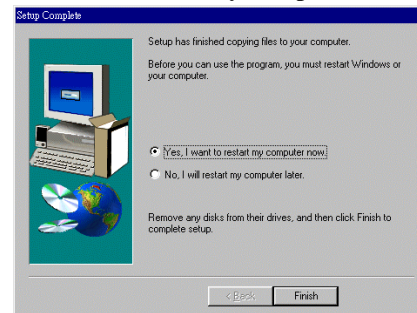 Setup Complete
Setup has finished copying files to your computer.
Before you can use the program, you must restart Windows or
your computer.
Yes, I want to restart my computer now.
No, I will restart my computer later.
Remove any disks from their drives, and then click Finish to
complete setup.
< Back
Finish